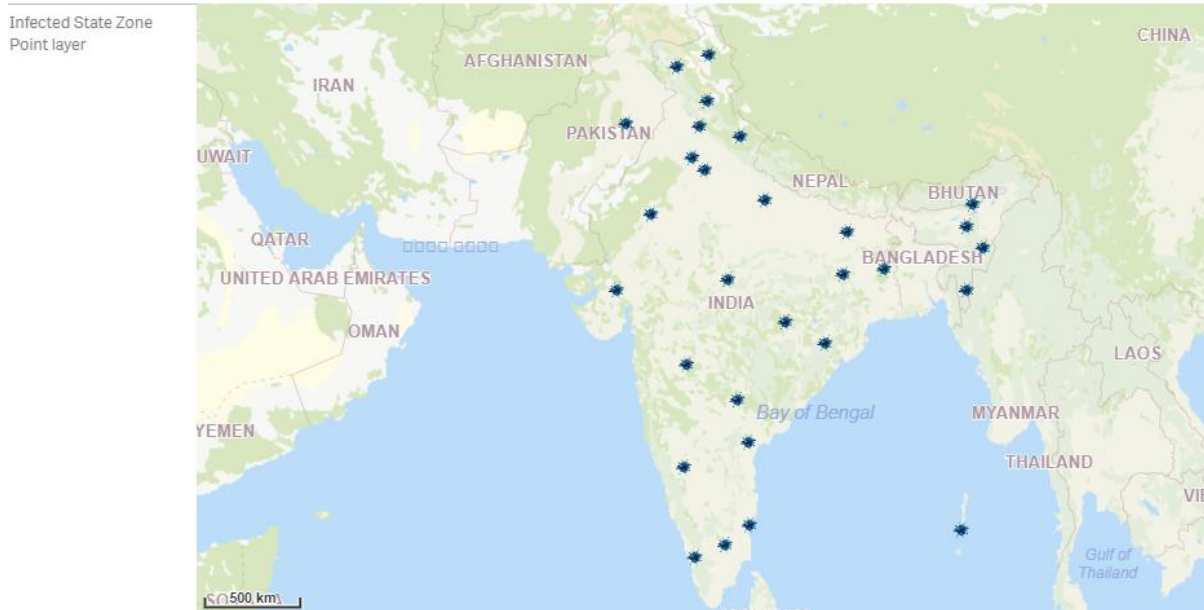 Infected State Zone
Point layer
CHINA
AFGHANISTAN
IRAN
PAKISTAN
UWAIT
NEPAL
BHUTAN
QATAR
BANGLADESH
UNITED ARAB EMIRATES
INDIA
OMAN
LAOS
Bay of Bengal
MYANMAR
YEMEN
THAILAND
VI
Gulf of
Thailand
500 km